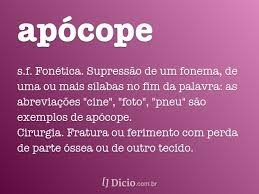 apócope
s.f. Fonética. Supressão de um fonema, de
uma ou mais sílabas no fim da palavra: as
abreviações "cine", "foto", "pneu" são
exemplos de apócope.
Cirurgia. Fratura ou ferimento com perda
de parte óssea ou de outro tecido.
Dicio.com.br